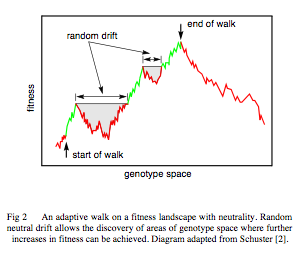 end of walk
random drift
fitness
start of walk
genotype space
Fig 2 An adaptive walk on a fitness landscape with neutrality. Random
neutral drift allows the discovery of areas of genotype space where further
increases in fitness can be achieved. Diagram adapted from Schuster [2].